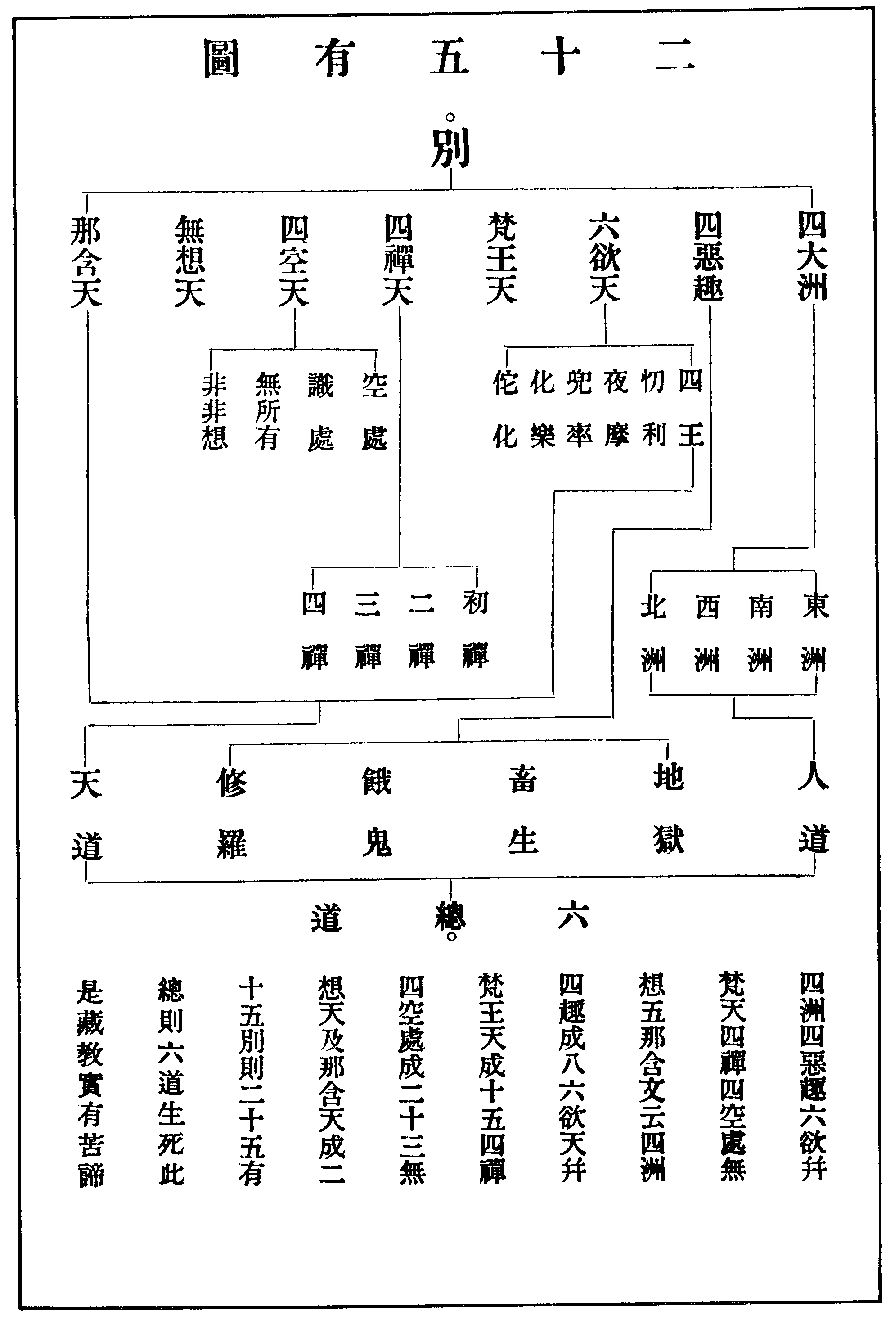 二十五有圖
別
四大洲
四惡趣
六欲天
梵王天
四禪天
四空天
無想天
那含天
四王
忉利
夜摩
兜率
化樂
佗化
空處
識處
無所有
非非想
初禪
二禪
三禪
四禪
東洲
南洲
西洲
北洲
人道
地獄
畜生
餓鬼
修羅
天道
六道
總
四洲四惡趣六欲幷
梵天四禪四空處無
想五那含文云四洲
四趣成八六欲天幷
梵王天成十五四禪
四空處成二十三無
想天及那含天成二
十五別則二十五有
總則六道生死此
是藏教實有苦諦